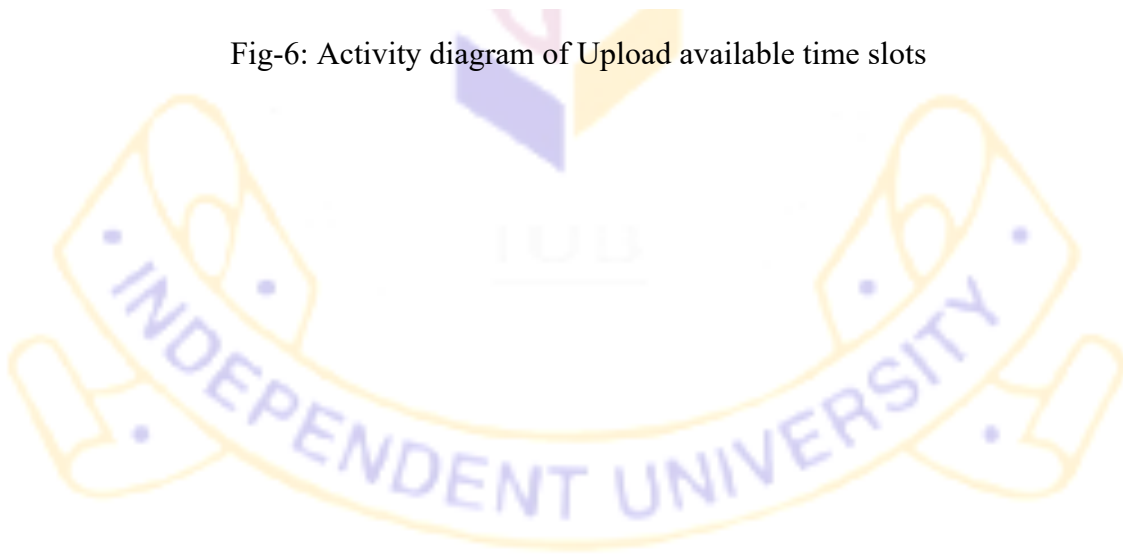 Fig-6: Activity diagram of Upload available time slots
IUB
INDEPENDENT UNIVERSITY